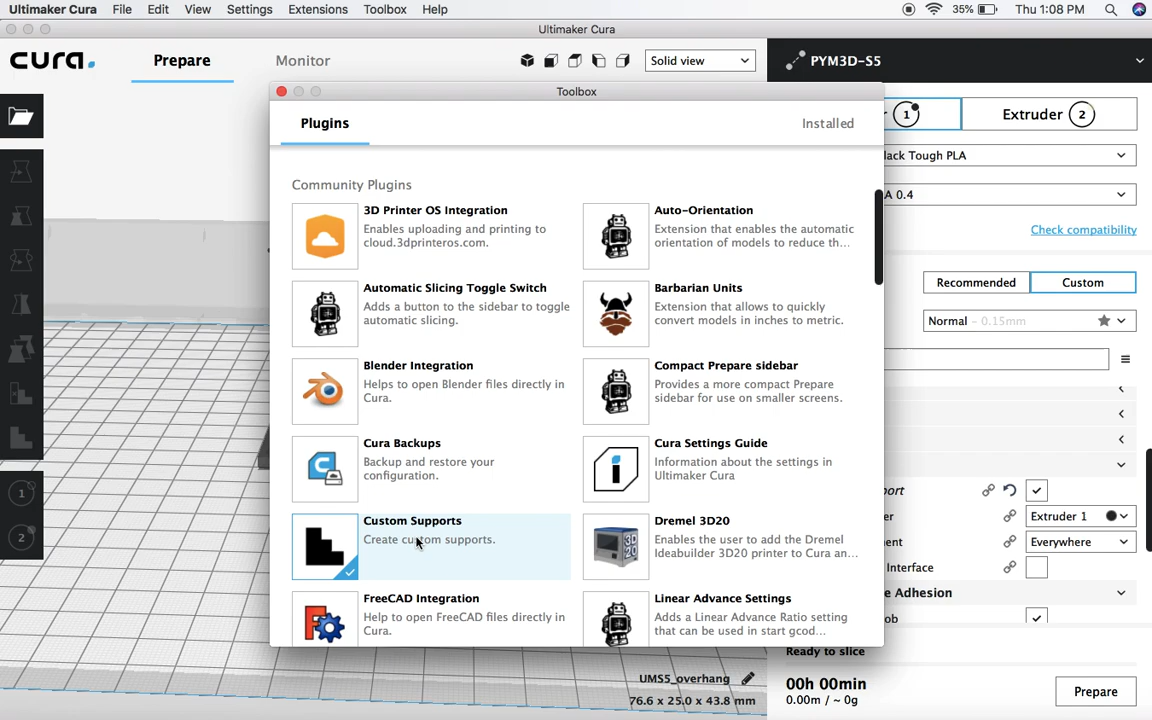 Ultimaker Cura File Edit View Settings Extensions Toolbox Help 35% Thu 1:08 PM
Ultimaker Cura
cura. Prepare Monitor Solid view PYM3D-S5
Toolbox
Plugins Installed
1 Extruder 2
lack Tough PLA
A 0.4
Check compatibility
Recommended Custom
Normal - 0.15mm
Community Plugins
3D Printer OS Integration
Enables uploading and printing to
cloud.3dprinteros.com.
Auto-Orientation
Extension that enables the automatic
orientation of models to reduce th...
Automatic Slicing Toggle Switch
Adds a button to the sidebar to toggle
automatic slicing.
Barbarian Units
Extension that allows to quickly
convert models in inches to metric.
Blender Integration
Helps to open Blender files directly in
Cura.
Compact Prepare sidebar
Provides a more compact Prepare
sidebar for use on smaller screens.
Cura Backups
Backup and restore your
configuration.
Cura Settings Guide
Information about the settings in
Ultimaker Cura
Custom Supports
Create custom supports.
Dremel 3D20
Enables the user to add the Dremel
Ideabuilder 3D20 printer to Cura an...
3D
20
FreeCAD Integration
Help to open FreeCAD files directly in
Cura.
Linear Advance Settings
Adds a Linear Advance Ratio setting
that can be used in start gcod...
1
2
port
er Extruder 1
ent Everywhere
Interface
e Adhesion
ob
Ready to slice
00h 00min
0.00m / ~ 0g
Prepare
UMS5_overhang
76.6 x 25.0 x 43.8 mm